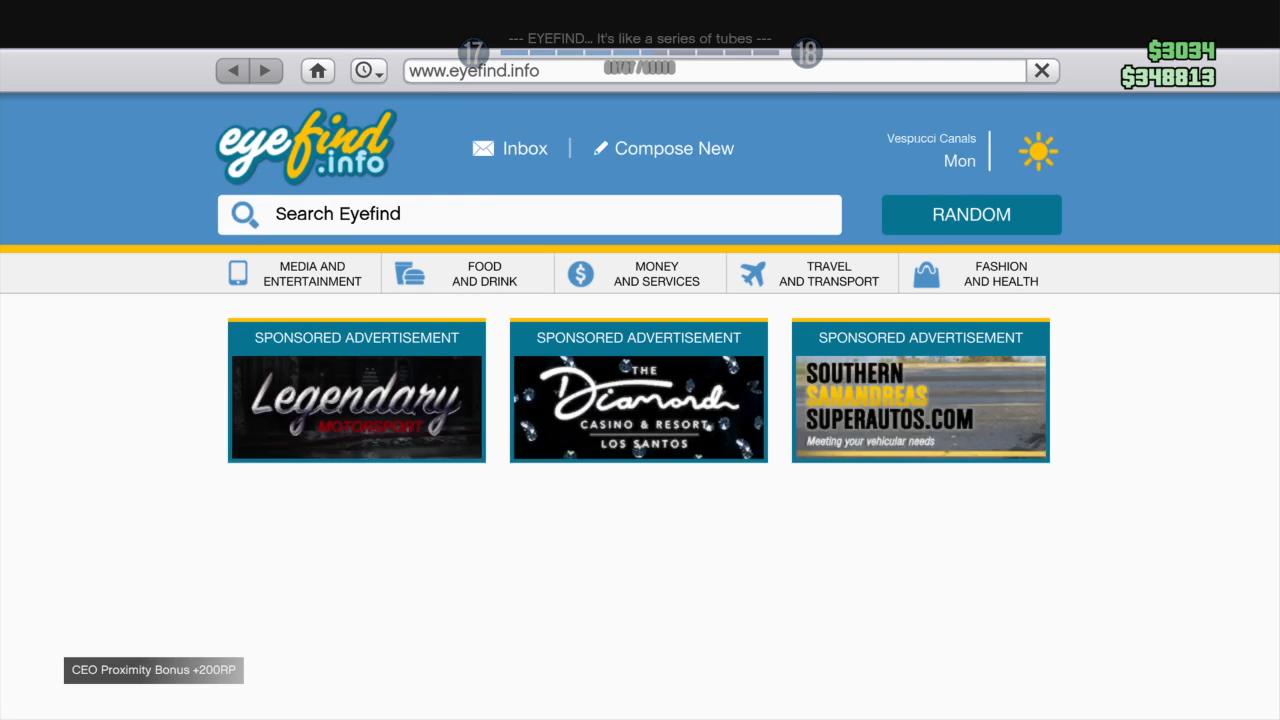 --- EYEFIND... It's like a series of tubes ---
17
18
www.eyefind.info
$3034
$348813
eyefind
.info
Inbox
Compose New
Vespucci Canals
Mon
Search Eyefind
RANDOM
MEDIA AND
ENTERTAINMENT
FOOD
AND DRINK
MONEY
AND SERVICES
TRAVEL
AND TRANSPORT
FASHION
AND HEALTH
SPONSORED ADVERTISEMENT
Legendary
MOTORSPORT
SPONSORED ADVERTISEMENT
THE
Diamond
CASINO & RESORT
LOS SANTOS
SPONSORED ADVERTISEMENT
SOUTHERN
SANANDREAS
SUPERAUTOS.COM
Meeting your vehicular needs
CEO Proximity Bonus +200RP